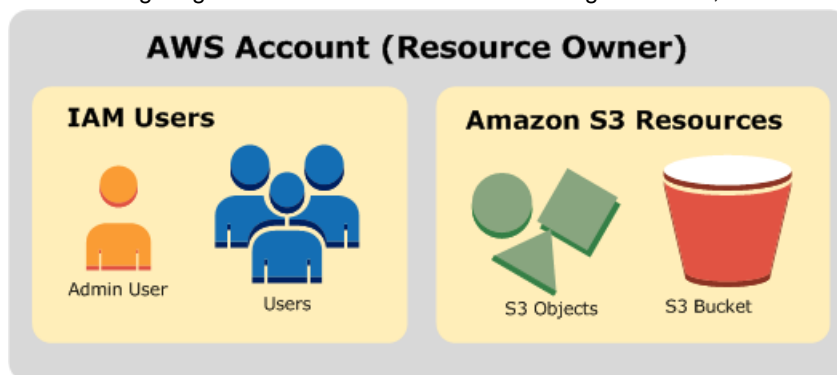 AWS Account (Resource Owner)
IAM Users
Admin User
Users
Amazon S3 Resources
S3 Objects
S3 Bucket